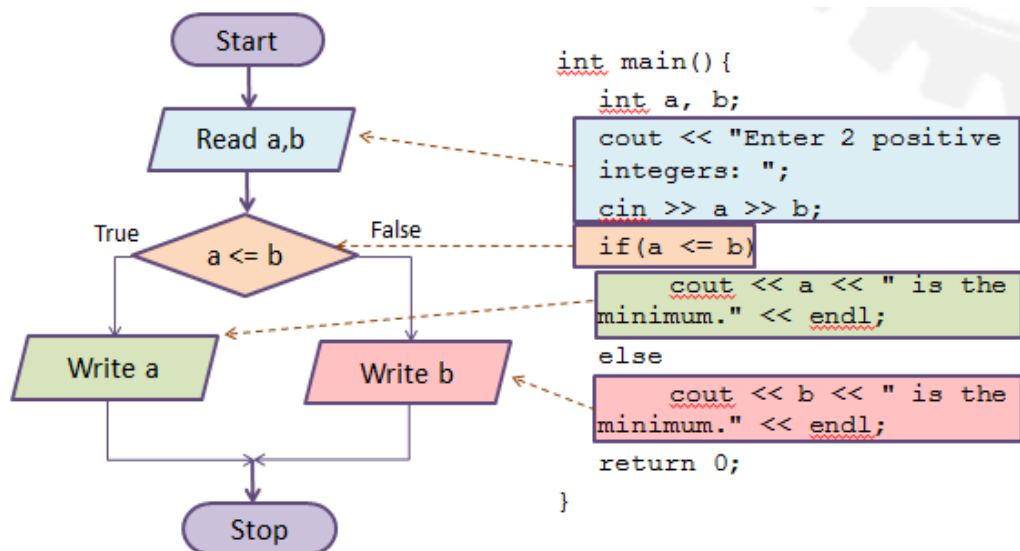 Start
Read a,b
True
False
a <= b
Write a
Write b
Stop
int main(){
int a, b;
cout << "Enter 2 positive
integers: ";
cin >> a >> b;
if(a <= b)
cout << a << " is the
minimum." << endl;
else
cout << b << " is the
minimum." << endl;
return 0;
}